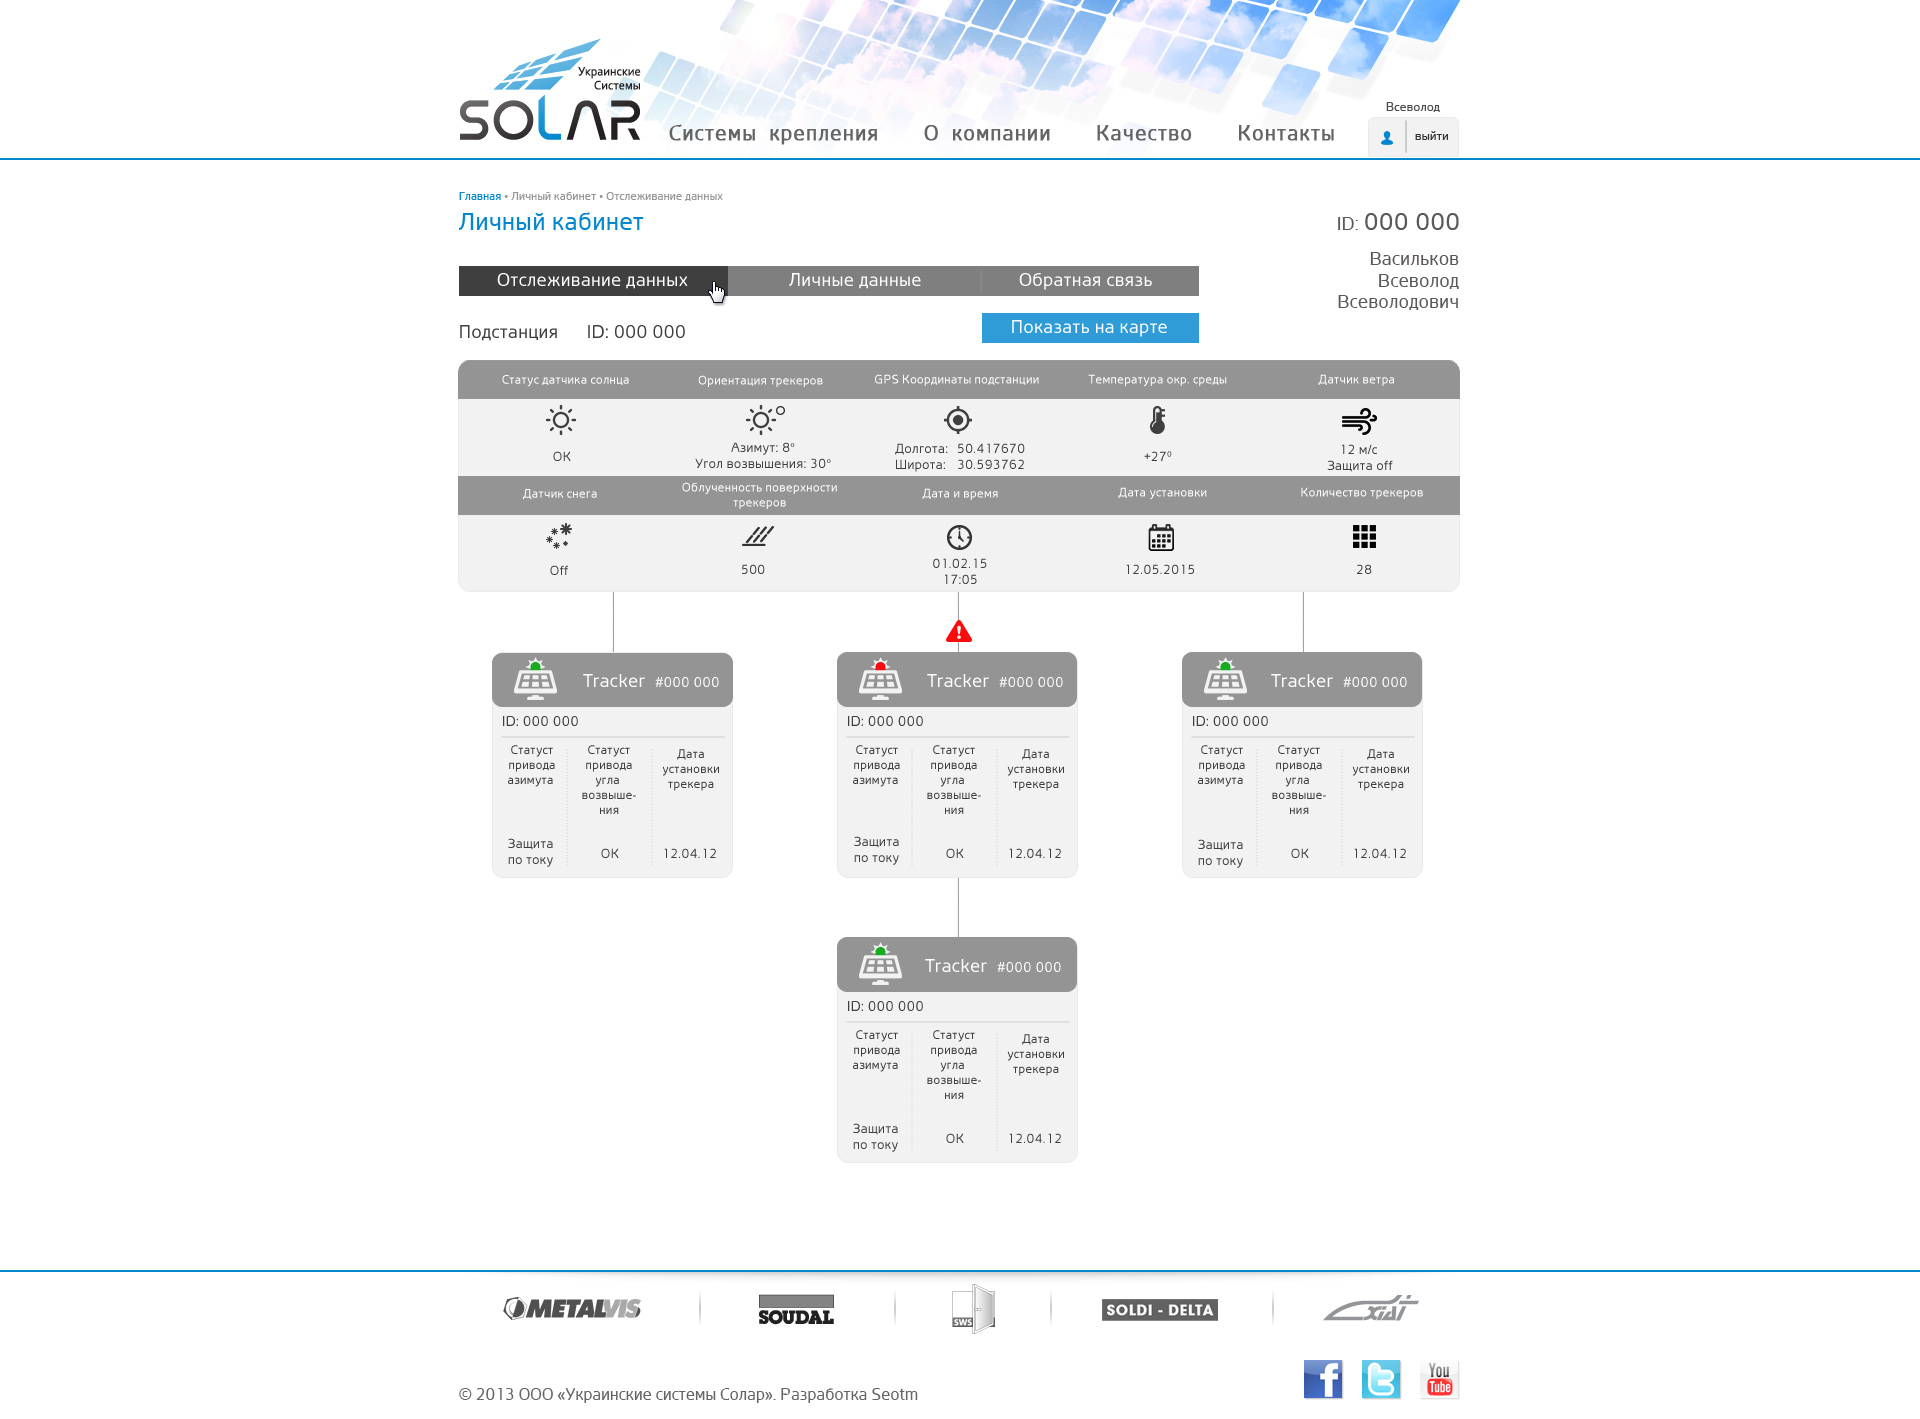 Украинские
Системы
SOLAR
Системы крепления
О компании
Качество
Контакты
Всеволод
выйти
Главная • Личный кабинет • Отслеживание данных
Личный кабинет
ID: 000 000
Васильков
Всеволод
Всеволодович
Отслеживание данных
Личные данные
Обратная связь
Подстанция ID: 000 000
Показать на карте
Статус датчика солнца
Ориентация трекеров
GPS Координаты подстанции
Температура окр. среды
Датчик ветра
OK
Азимут: 8°
Угол возвышения: 30°
Долгота: 50.417670
Широта: 30.593762
+27°
12 м/с
Защита off
Датчик снега
Облученность поверхности
трекеров
Дата и время
Дата установки
Количество трекеров
Off
500
01.02.15
17:05
12.05.2015
28
Tracker #000 000
ID: 000 000
Статуст
привода
азимута
Статуст
привода
угла
возвыше-
ния
Дата
установки
трекера
Защита
по току
OK
12.04.12
Tracker #000 000
ID: 000 000
Статуст
привода
азимута
Статуст
привода
угла
возвыше-
ния
Дата
установки
трекера
Защита
по току
OK
12.04.12
Tracker #000 000
ID: 000 000
Статуст
привода
азимута
Статуст
привода
угла
возвыше-
ния
Дата
установки
трекера
Защита
по току
OK
12.04.12
Tracker #000 000
ID: 000 000
Статуст
привода
азимута
Статуст
привода
угла
возвыше-
ния
Дата
установки
трекера
Защита
по току
OK
12.04.12
METALVIS
SOUDAL
SWS
SOLDI - DELTA
© 2013 ООО «Украинские системы Солар». Разработка Seotm
You
Tube